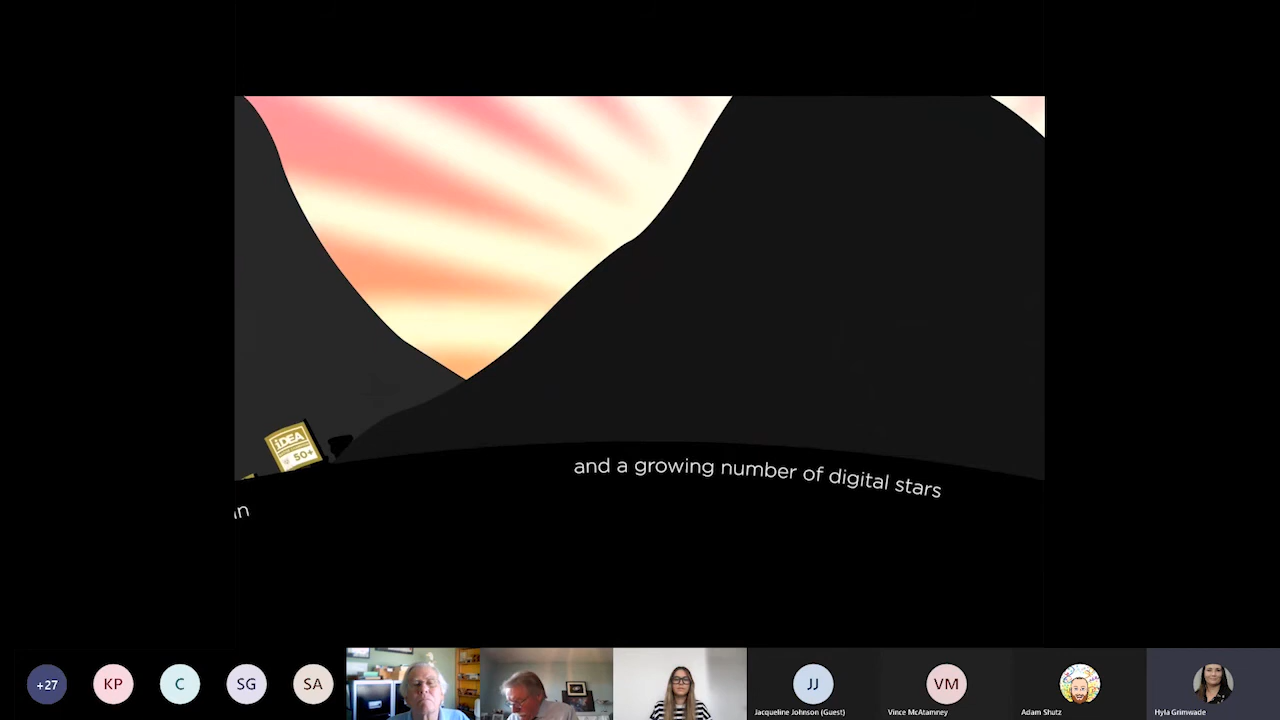 iDEA
50+
and a growing number of digital stars
in
+27
KP
C
SG
SA
JJ
VM
Jacqueline Johnson (Guest)
Vince McAtamney
Adam Shutz
Hyla Grimwade